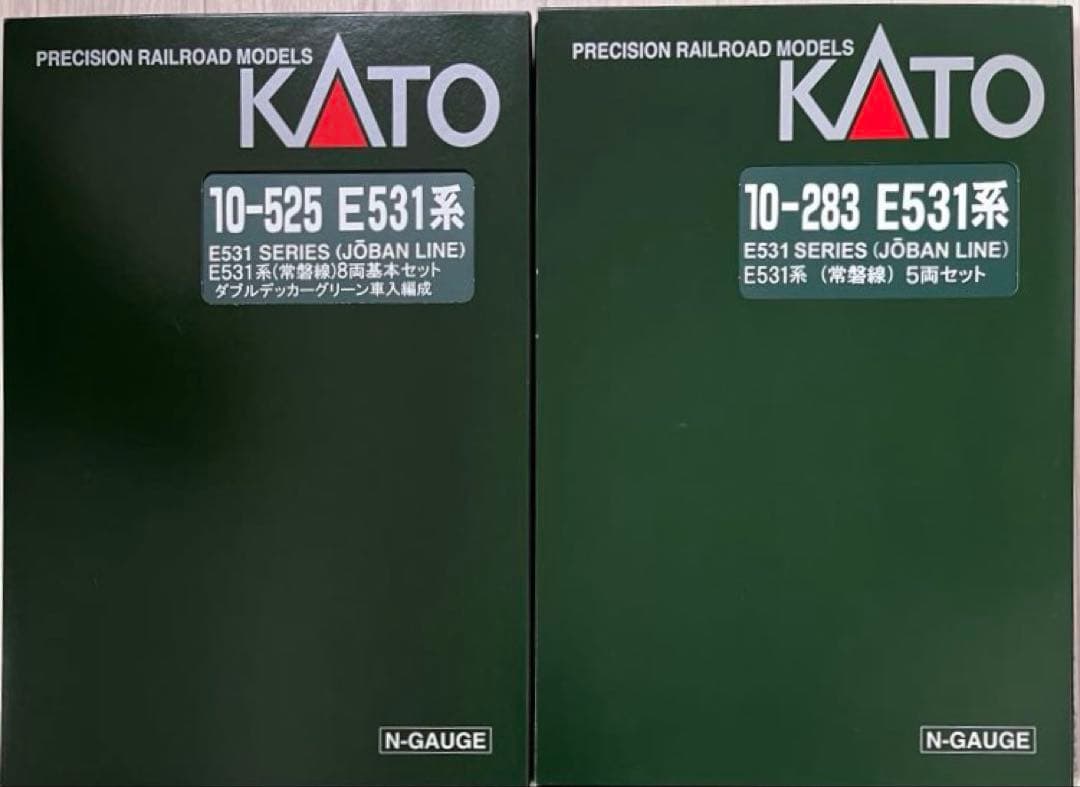 PRECISION RAILROAD MODELS
KATO
10-525 E531系
E531 SERIES (JŌBAN LINE)
E531系(常磐線)8両基本セット
ダブルデッカーグリーン車入編成
N-GAUGE
PRECISION RAILROAD MODELS
KATO
10-283 E531系
E531 SERIES (JŌBAN LINE)
E531系 (常磐線) 5両セット
N-GAUGE